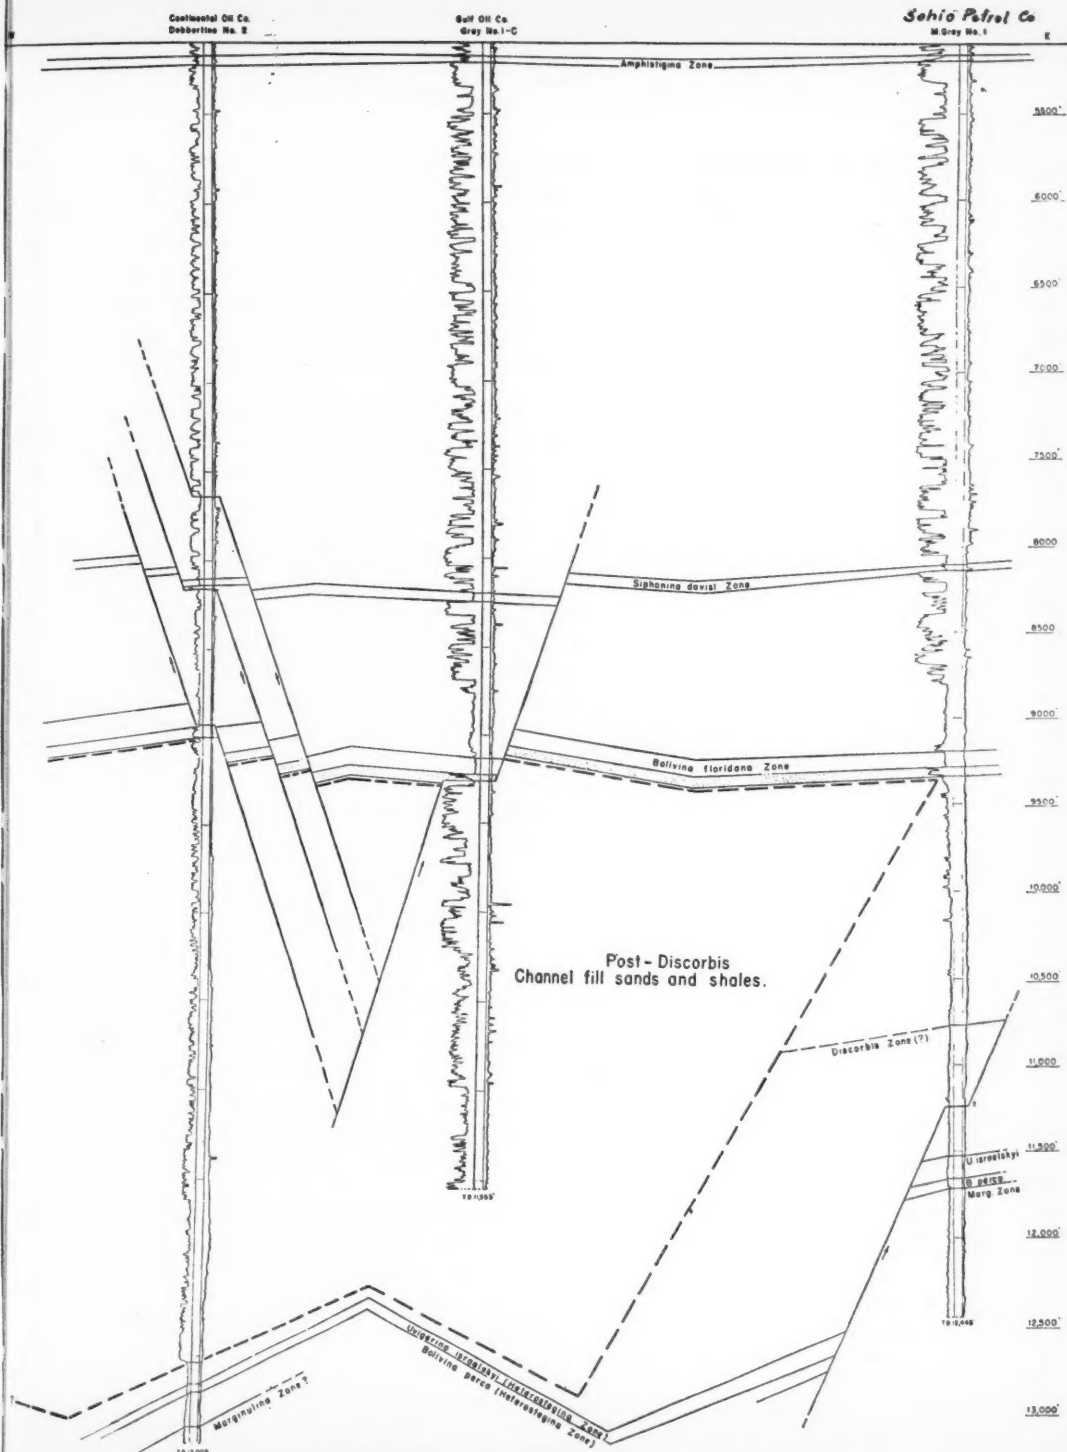 Continental Oil Co.
Dobbertine No. 2
Gulf Oil Co.
Gray No. 1-C
Sohio Petrol Co
M. Gray No. 1
E
Amphistigina Zone
5500'
6000'
6500'
7000'
7500'
8000
Siphonina davisi Zone
8500'
9000'
Bolivina floridana Zone
9500'
10,000'
Post-Discorbis
Channel fill sands and shales.
10,500'
Discorbis Zone (?)
11,000'
?
11,500'
U israelskyi
B perca
Marg. Zone
12,000'
12,500'
Uvigerina israelskyi (Heterostegina Zone)
Bolivina perca (Heterostegina Zone)
Marginulina Zone ?
?
13,000'